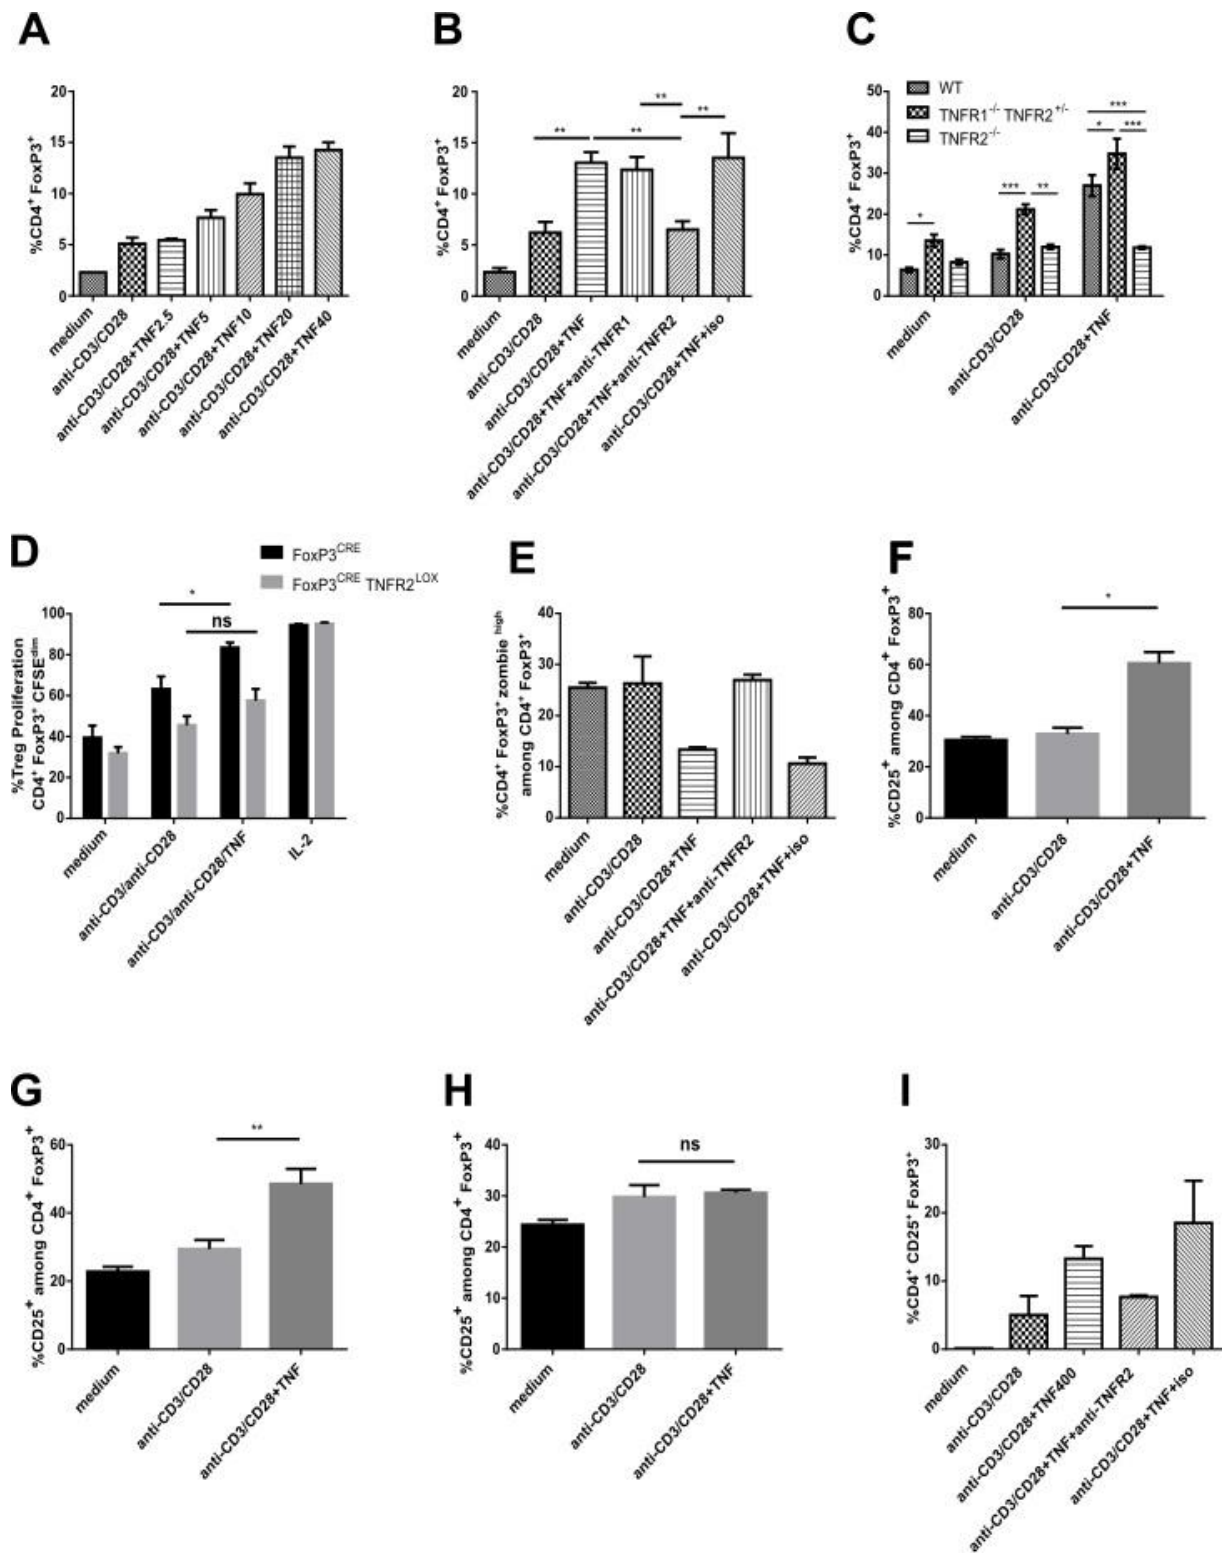 A
%CD4+ FoxP3+
20
15
10
5
0
medium
anti-CD3/CD28
anti-CD3/CD28+TNF2.5
anti-CD3/CD28+TNF5
anti-CD3/CD28+TNF10
anti-CD3/CD28+TNF20
anti-CD3/CD28+TNF40
B
%CD4+ FoxP3+
20
15
10
5
0
**
**
**
**
medium
anti-CD3/CD28
anti-CD3/CD28+TNF
anti-CD3/CD28+TNF+anti-TNFR1
anti-CD3/CD28+TNF+anti-TNFR2
anti-CD3/CD28+TNF+iso
C
WT
TNFR1-/- TNFR2+/-
TNFR2-/-
%CD4+ FoxP3+
50
40
30
20
10
0
*
***
**
***
*
***
medium
anti-CD3/CD28
anti-CD3/CD28+TNF
D
FoxP3CRE
FoxP3CRE TNFR2LOX
%Treg Proliferation
CD4+ FoxP3+ CFSEdim
100
80
60
40
20
0
*
ns
medium
anti-CD3/anti-CD28
anti-CD3/anti-CD28/TNF
IL-2
E
%CD4+ FoxP3+ zombie high
among CD4+ FoxP3+
40
30
20
10
0
medium
anti-CD3/CD28
anti-CD3/CD28+TNF
anti-CD3/CD28+TNF+anti-TNFR2
anti-CD3/CD28+TNF+iso
F
%CD25+ among CD4+ FoxP3+
80
60
40
20
0
*
medium
anti-CD3/CD28
anti-CD3/CD28+TNF
G
%CD25+ among CD4+ FoxP3+
60
40
20
0
**
medium
anti-CD3/CD28
anti-CD3/CD28+TNF
H
%CD25+ among CD4+ FoxP3+
40
30
20
10
0
ns
medium
anti-CD3/CD28
anti-CD3/CD28+TNF
I
%CD4+ CD25+ FoxP3+
30
20
10
0
medium
anti-CD3/CD28
anti-CD3/CD28+TNF400
anti-CD3/CD28+TNF+anti-TNFR2
anti-CD3/CD28+TNF+iso